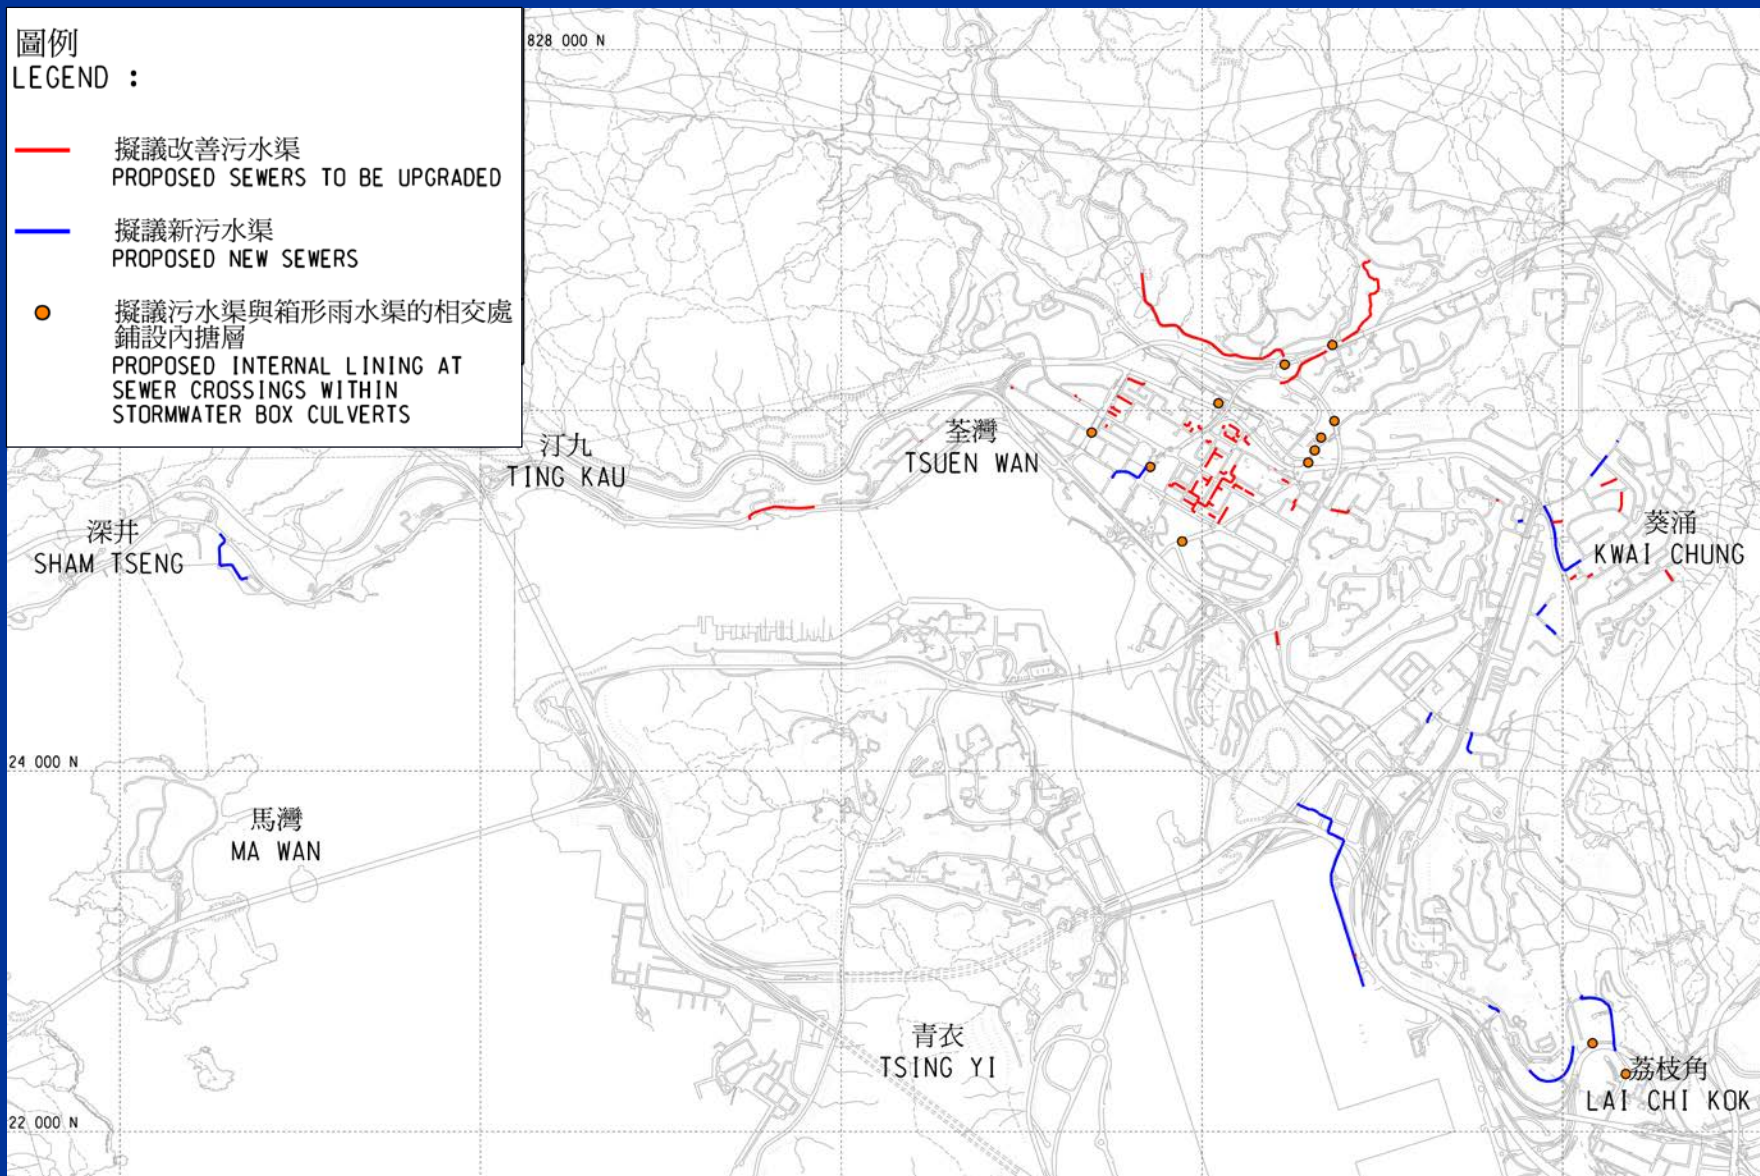 圖例
LEGEND :
擬議改善污水渠
PROPOSED SEWERS TO BE UPGRADED
擬議新污水渠
PROPOSED NEW SEWERS
擬議污水渠與箱形雨水渠的相交處
鋪設內搪層
PROPOSED INTERNAL LINING AT
SEWER CROSSINGS WITHIN
STORMWATER BOX CULVERTS
828 000 N
汀九
TING KAU
荃灣
TSUEN WAN
深井
SHAM TSENG
葵涌
KWAI CHUNG
24 000 N
馬灣
MA WAN
青衣
TSING YI
荔枝角
LAI CHI KOK
22 000 N